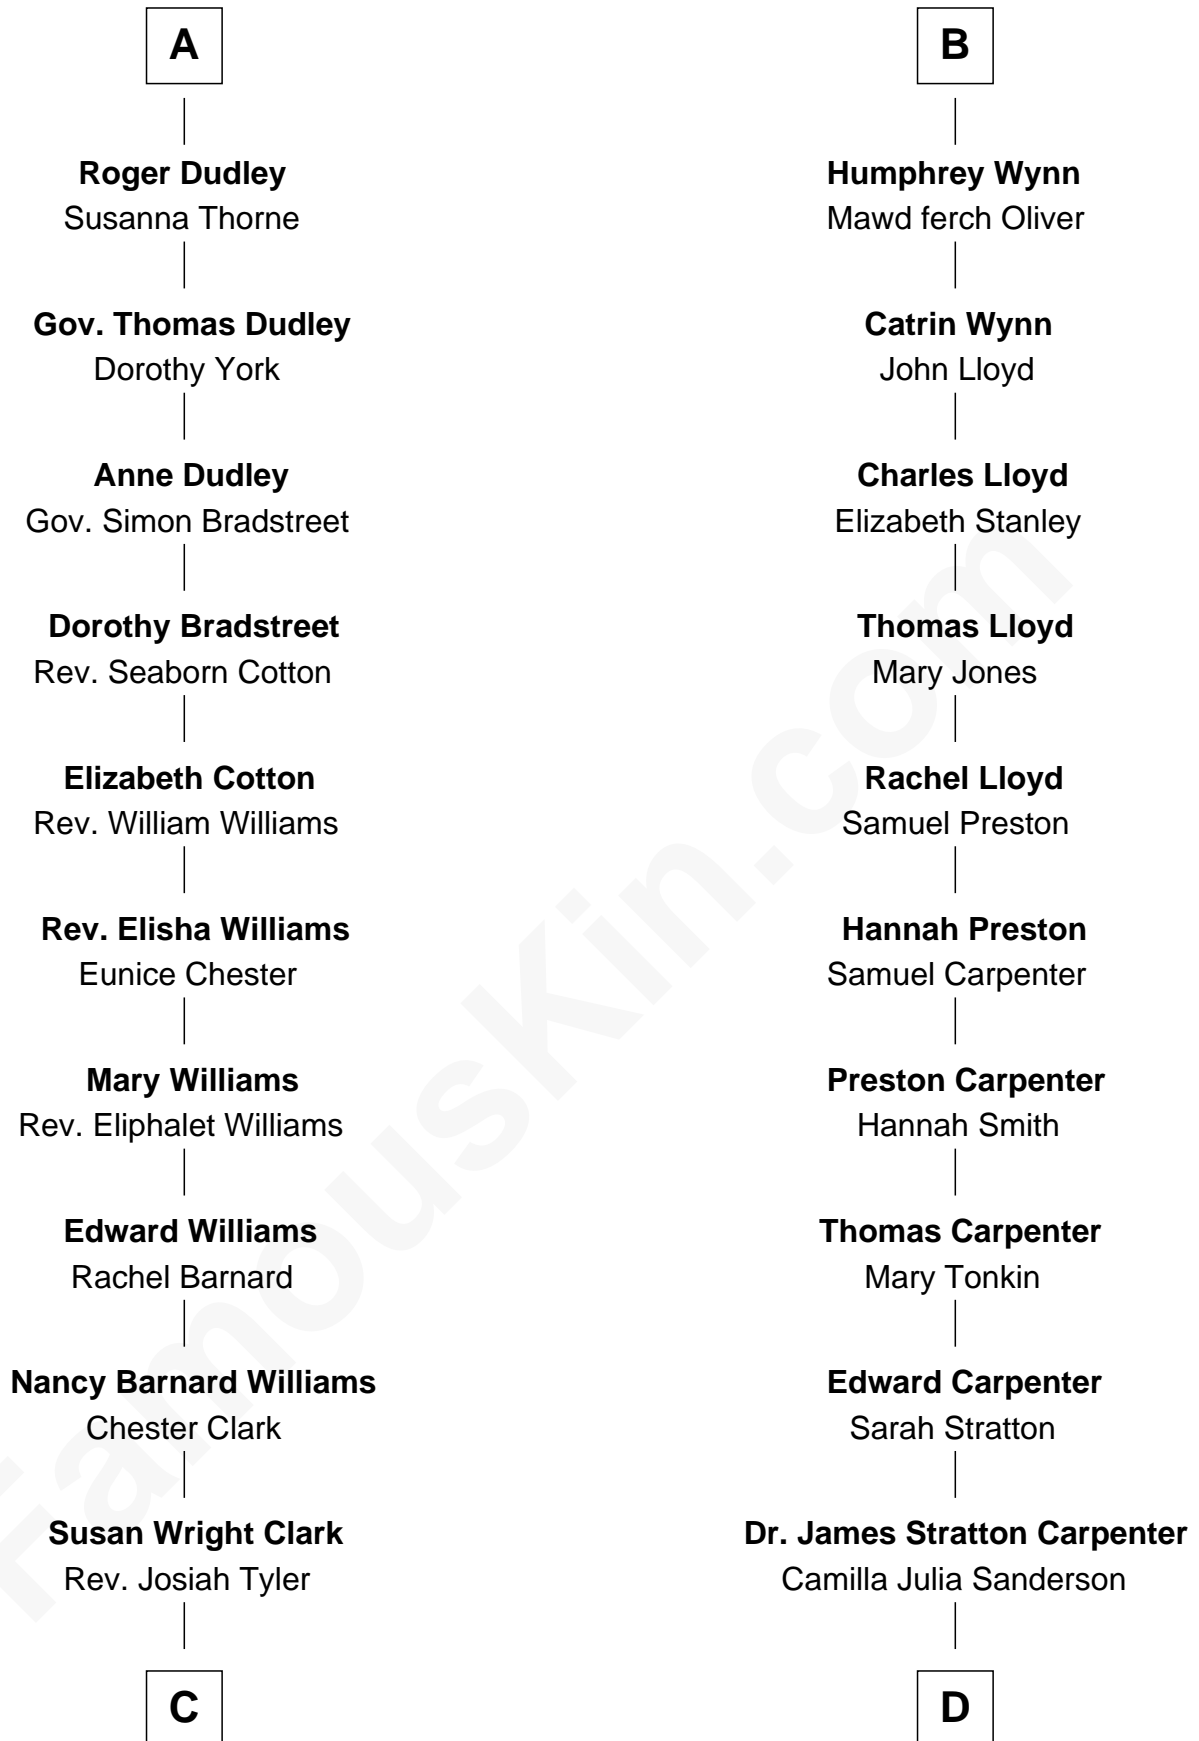 A
Roger Dudley
Susanna Thorne
Gov. Thomas Dudley
Dorothy York
Anne Dudley
Gov. Simon Bradstreet
Dorothy Bradstreet
Rev. Seaborn Cotton
Elizabeth Cotton
Rev. William Williams
Rev. Elisha Williams
Eunice Chester
Mary Williams
Rev. Eliphalet Williams
Edward Williams
Rachel Barnard
Nancy Barnard Williams
Chester Clark
Susan Wright Clark
Rev. Josiah Tyler
C
B
Humphrey Wynn
Mawd ferch Oliver
Catrin Wynn
John Lloyd
Charles Lloyd
Elizabeth Stanley
Thomas Lloyd
Mary Jones
Rachel Lloyd
Samuel Preston
Hannah Preston
Samuel Carpenter
Preston Carpenter
Hannah Smith
Thomas Carpenter
Mary Tonkin
Edward Carpenter
Sarah Stratton
Dr. James Stratton Carpenter
Camilla Julia Sanderson
D
FamousKin.com